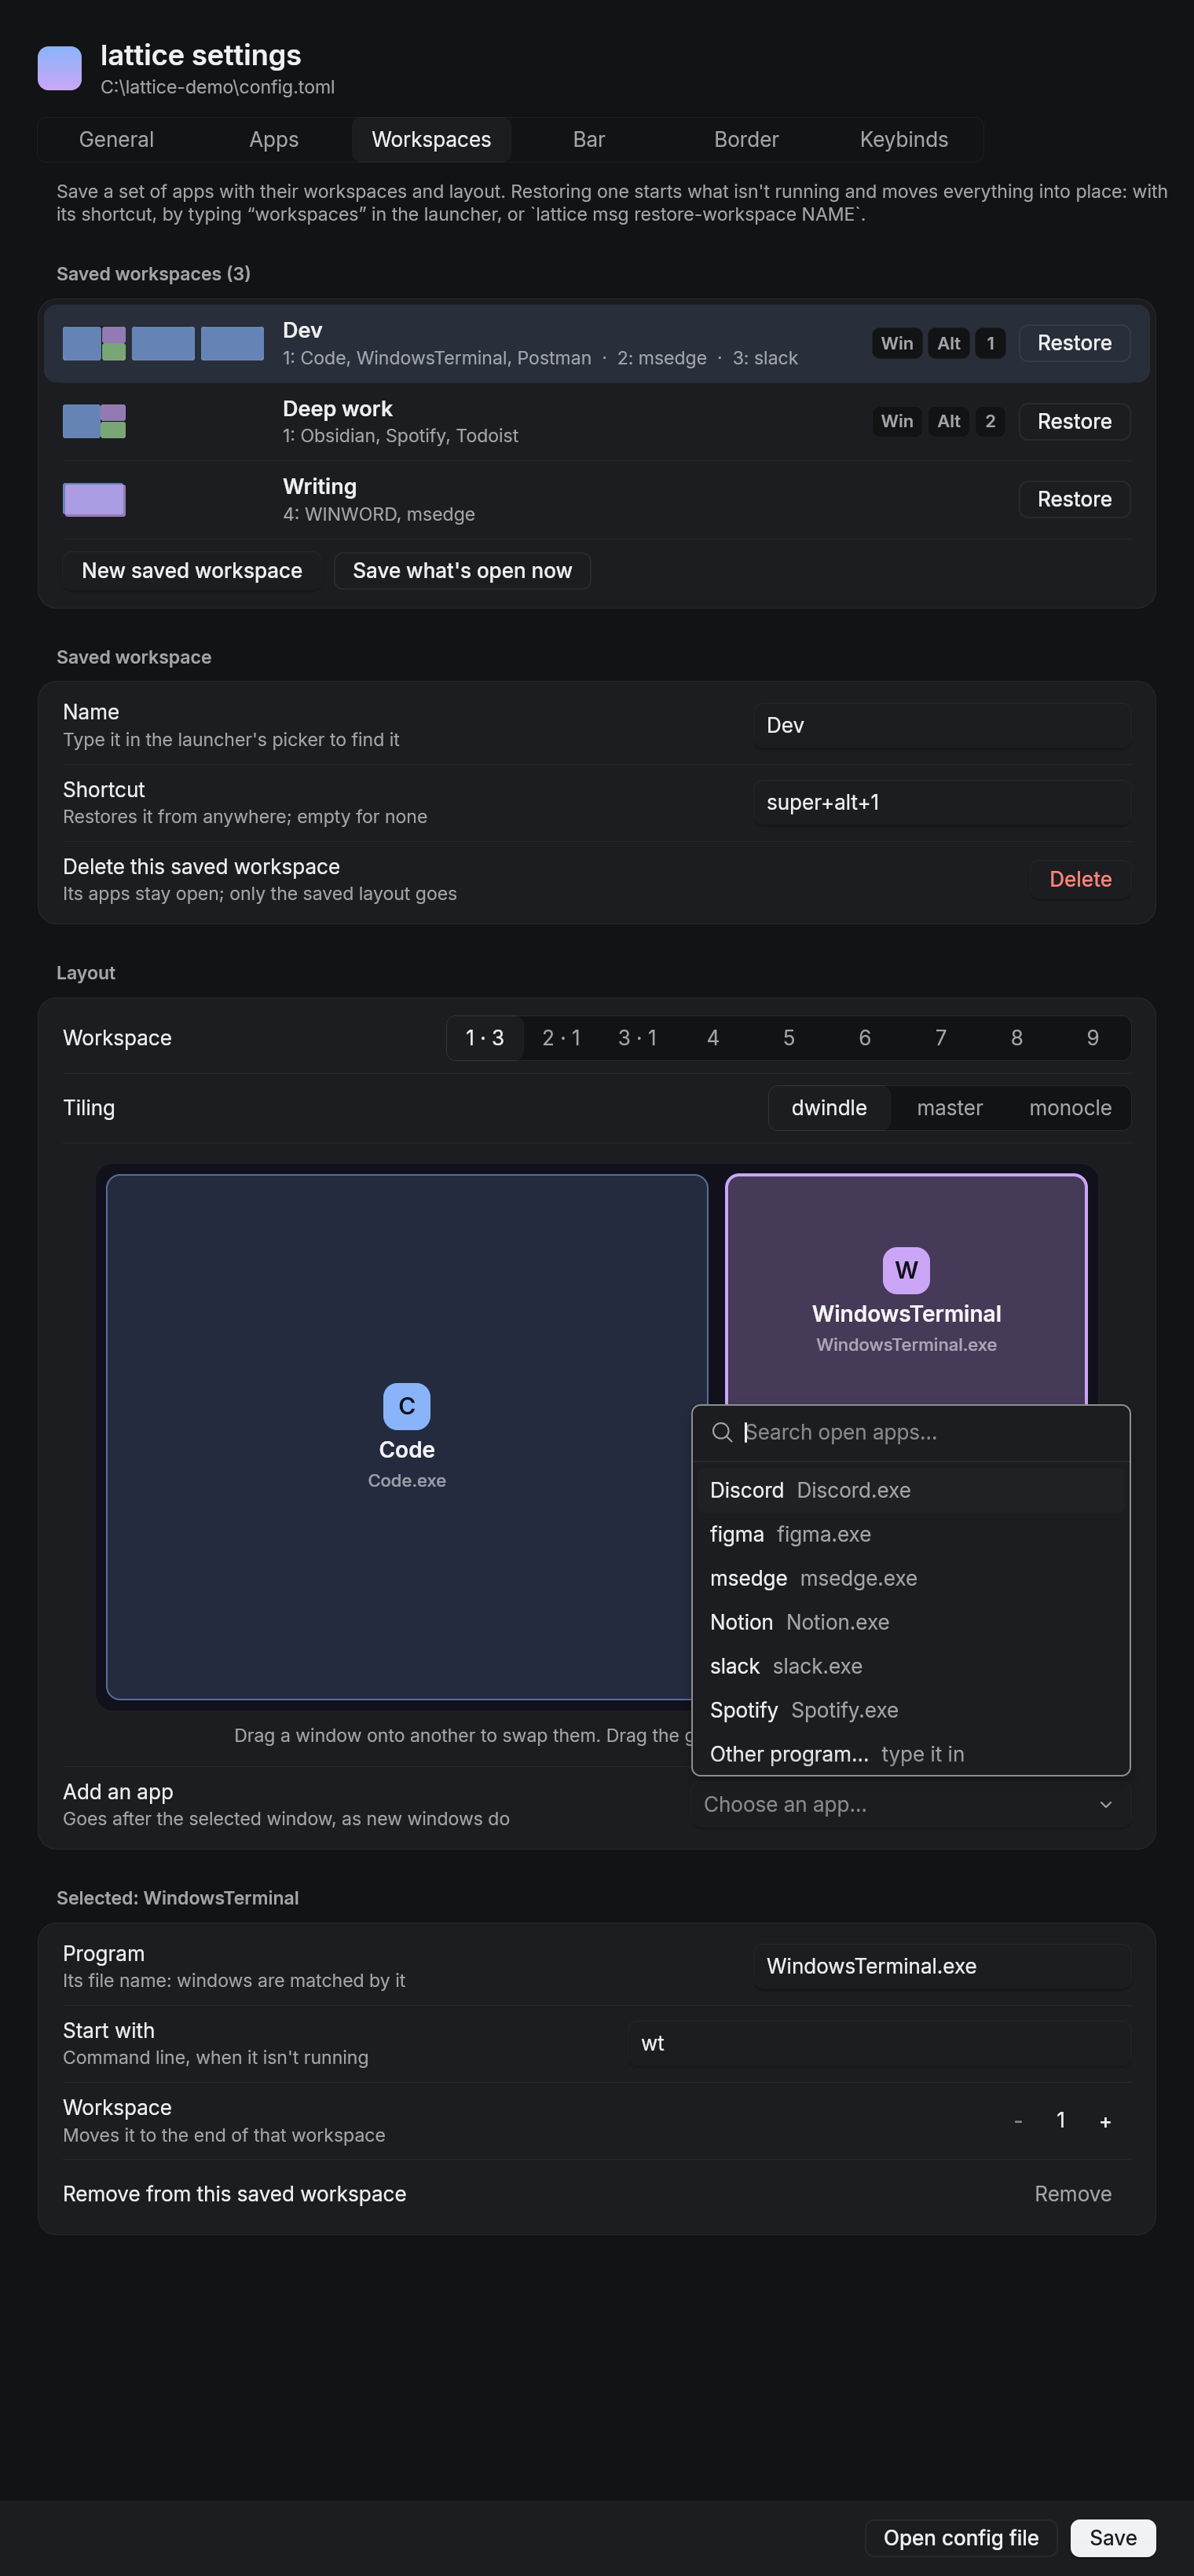 lattice settings
C:\lattice-demo\config.toml
General Apps Workspaces Bar Border Keybinds
Save a set of apps with their workspaces and layout. Restoring one starts what isn't running and moves everything into place: with
its shortcut, by typing “workspaces” in the launcher, or `lattice msg restore-workspace NAME`.
Saved workspaces (3)
Dev
1: Code, WindowsTerminal, Postman · 2: msedge · 3: slack
Win Alt 1 Restore
Deep work
1: Obsidian, Spotify, Todoist
Win Alt 2 Restore
Writing
4: WINWORD, msedge
Restore
New saved workspace Save what's open now
Saved workspace
Name
Type it in the launcher's picker to find it
Dev
Shortcut
Restores it from anywhere; empty for none
super+alt+1
Delete this saved workspace
Its apps stay open; only the saved layout goes
Delete
Layout
Workspace 1 · 3 2 · 1 3 · 1 4 5 6 7 8 9
Tiling dwindle master monocle
C
Code
Code.exe
W
WindowsTerminal
WindowsTerminal.exe
Search open apps...
Discord Discord.exe
figma figma.exe
msedge msedge.exe
Notion Notion.exe
slack slack.exe
Spotify Spotify.exe
Other program... type it in
Drag a window onto another to swap them. Drag the
Add an app
Goes after the selected window, as new windows do
Choose an app...
Selected: WindowsTerminal
Program
Its file name: windows are matched by it
WindowsTerminal.exe
Start with
Command line, when it isn't running
wt
Workspace
Moves it to the end of that workspace
- 1 +
Remove from this saved workspace Remove
Open config file Save